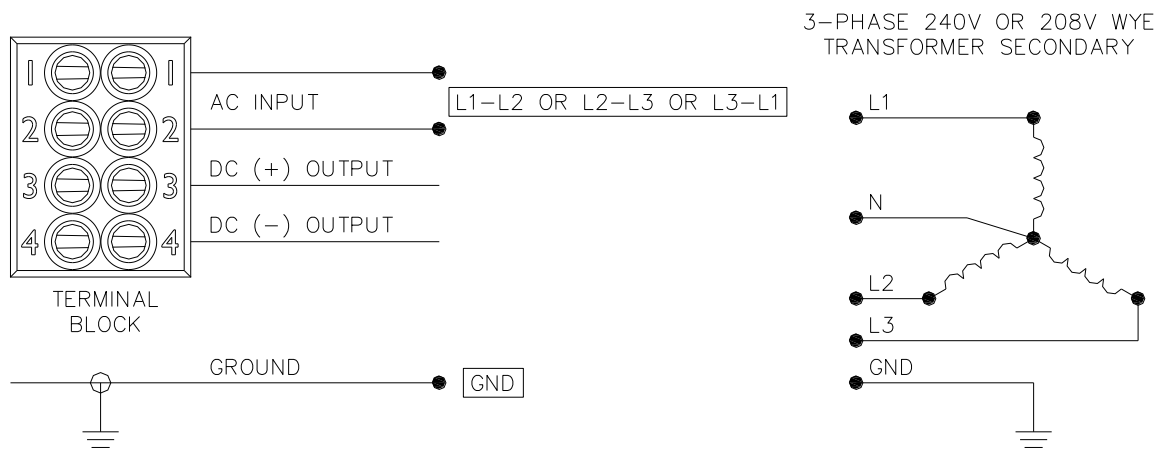 3-PHASE 240V OR 208V WYE
TRANSFORMER SECONDARY
1 1
AC INPUT
L1-L2 OR L2-L3 OR L3-L1
L1
2 2
DC (+) OUTPUT
3 3
N
DC (-) OUTPUT
4 4
TERMINAL
BLOCK
L2
L3
GROUND
GND
GND